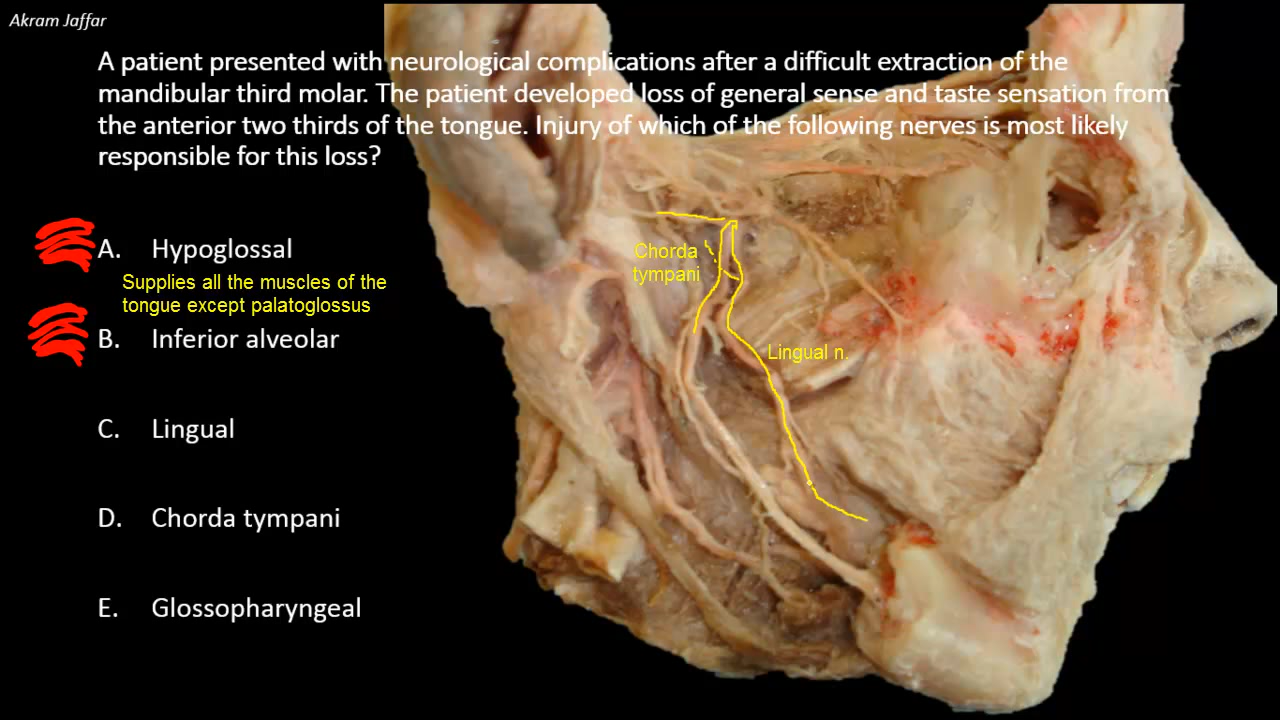 Akram Jaffar
A patient presented with neurological complications after a difficult extraction of the
mandibular third molar. The patient developed loss of general sense and taste sensation from
the anterior two thirds of the tongue. Injury of which of the following nerves is most likely
responsible for this loss?
A. Hypoglossal
Supplies all the muscles of the
tongue except palatoglossus
B. Inferior alveolar
C. Lingual
D. Chorda tympani
E. Glossopharyngeal
Chorda
tympani
Lingual n.